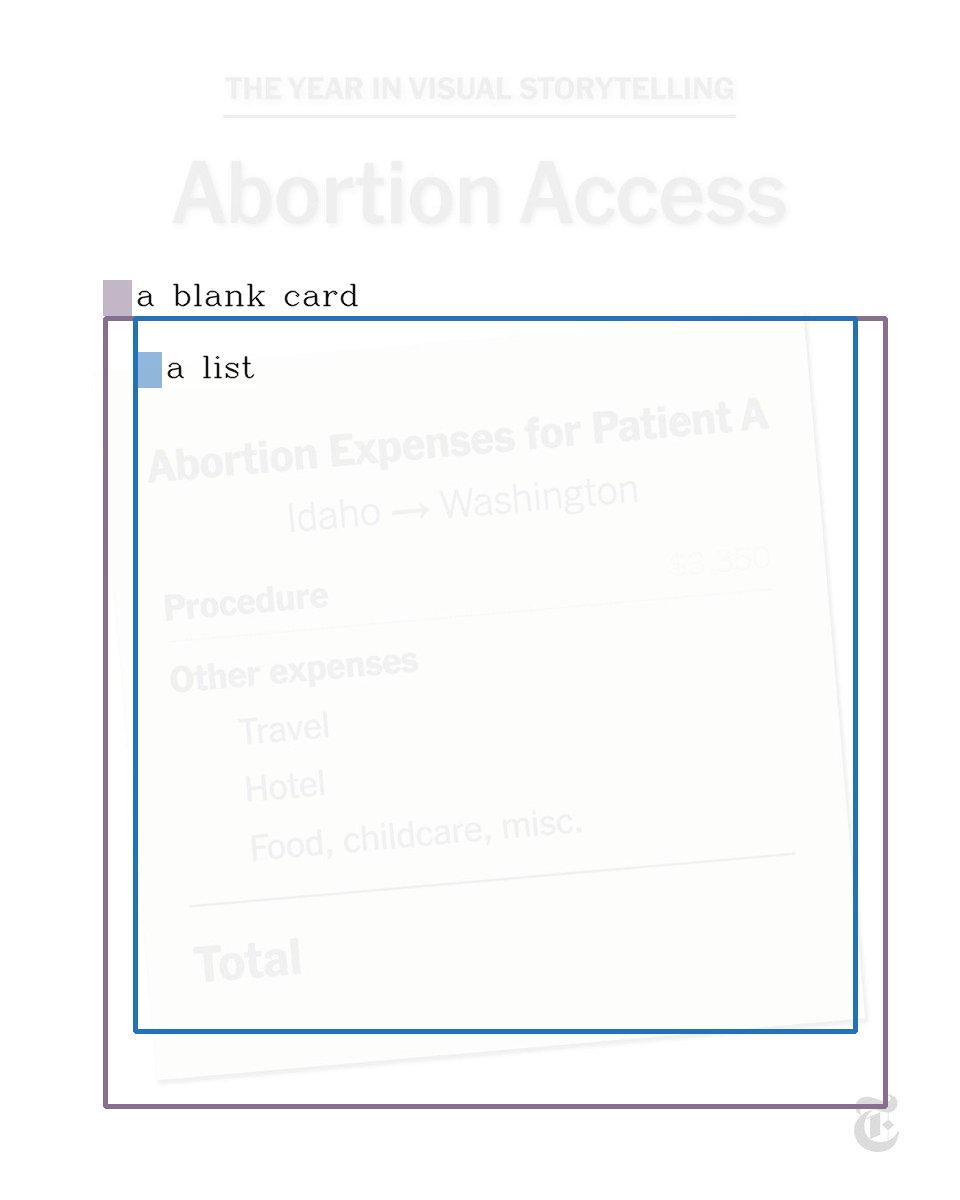 THE YEAR IN VISUAL STORYTELLING
Abortion Access
a blank card
a list
Abortion Expenses for Patient A
Idaho → Washington
Procedure $3,350
Other expenses
Travel
Hotel
Food, childcare, misc.
Total
T